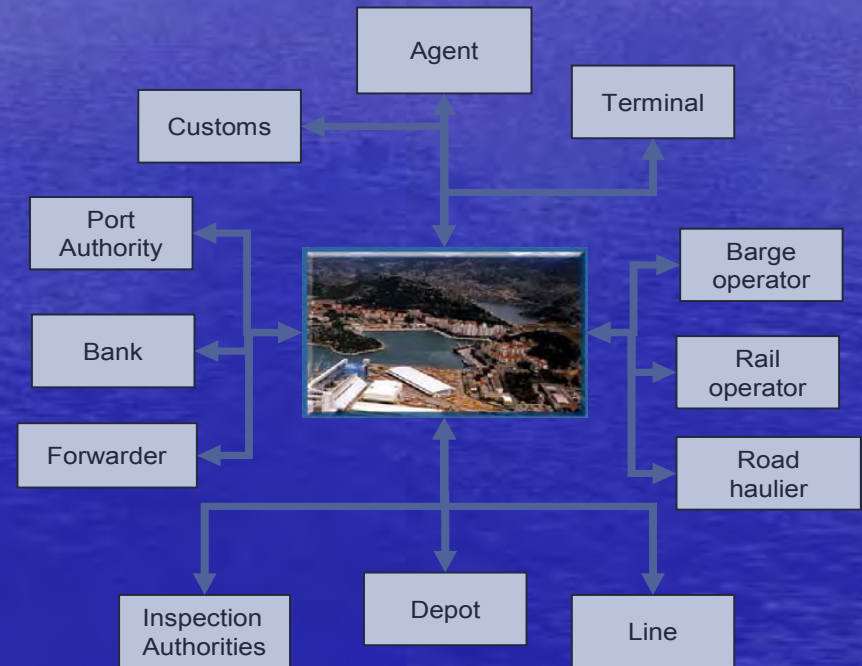 Agent
Terminal
Customs
Port
Authority
Barge
operator
Bank
Rail
operator
Forwarder
Road
haulier
Inspection
Authorities
Depot
Line